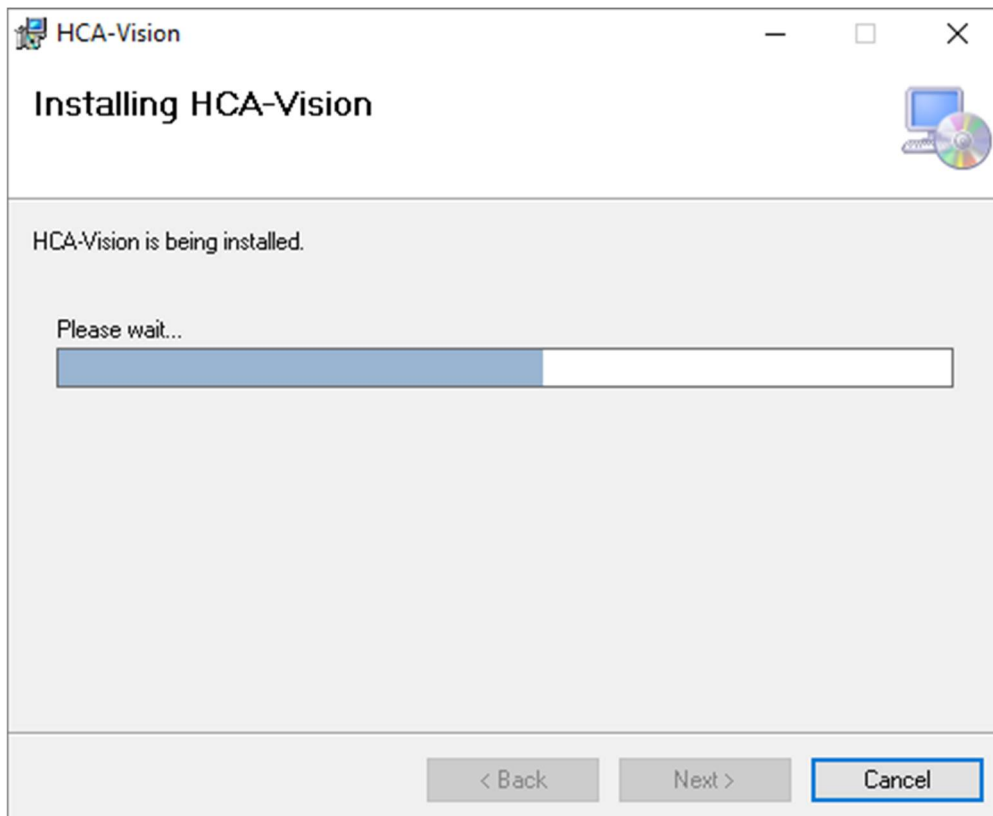 HCA-Vision
Installing HCA-Vision
HCA-Vision is being installed.
Please wait...
< Back
Next >
Cancel